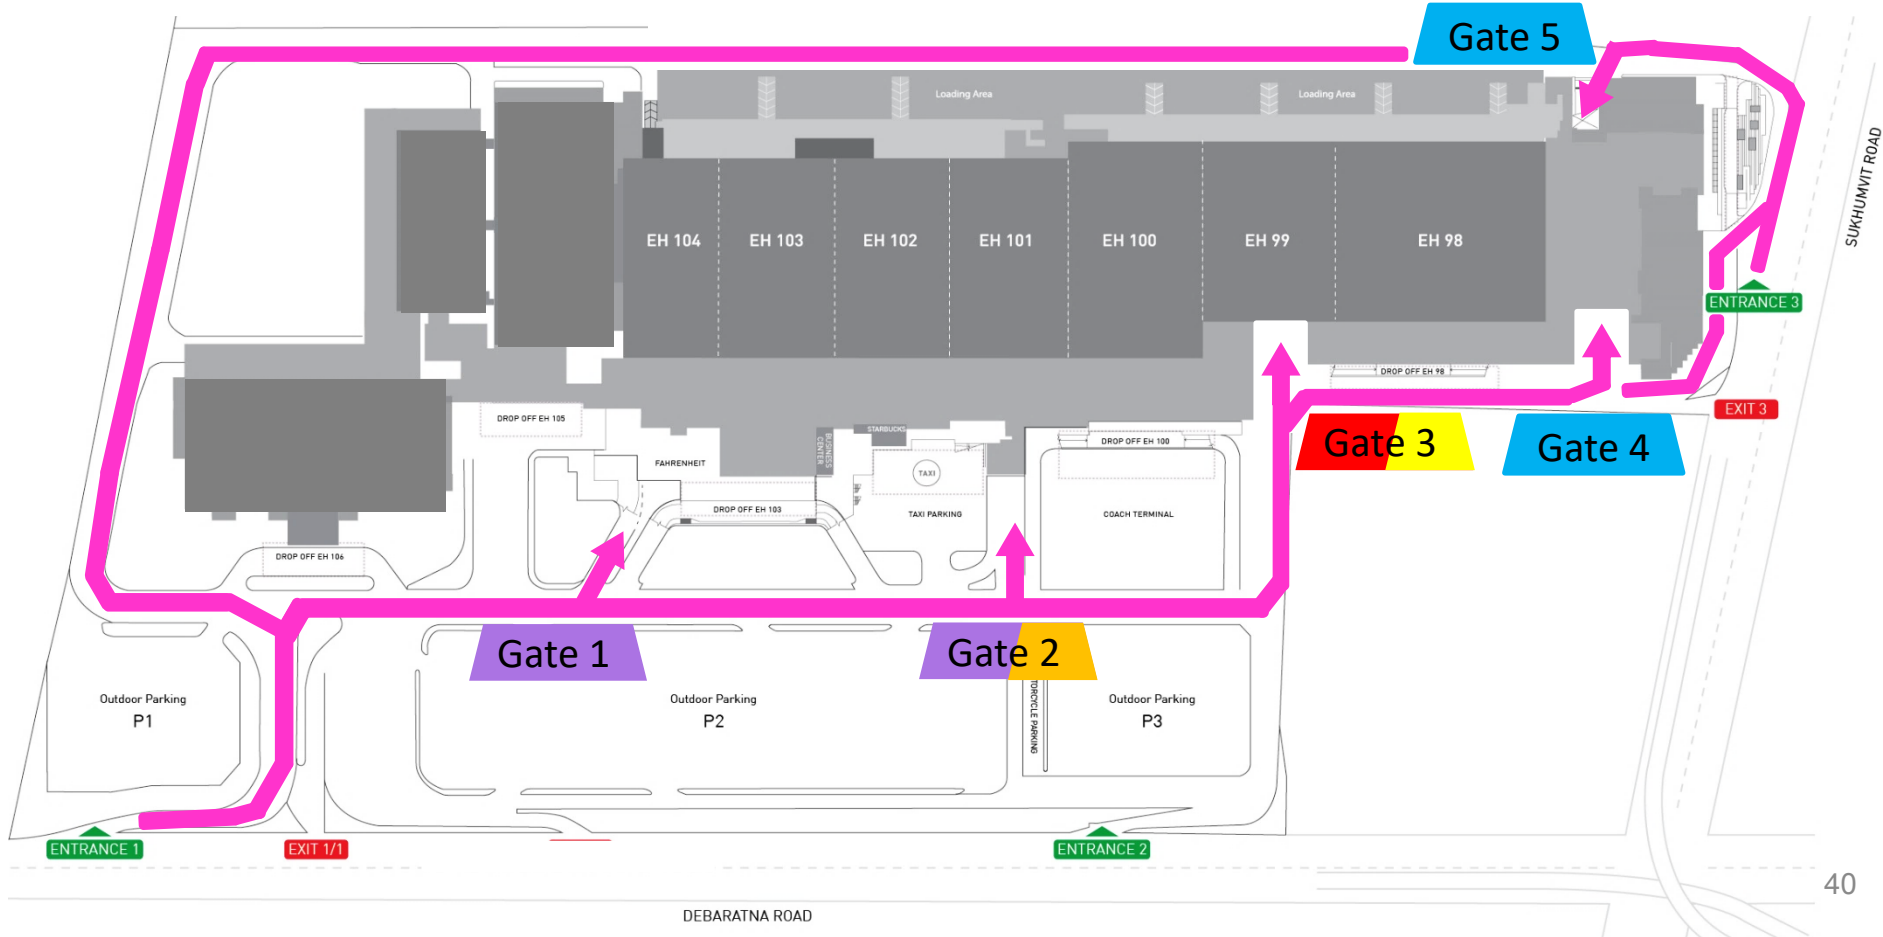 Gate 5
Loading Area
Loading Area
SUKHUMVIT ROAD
EH 104
EH 103
EH 102
EH 101
EH 100
EH 99
EH 98
ENTRANCE 3
DROP OFF EH 98
EXIT 3
DROP OFF EH 105
STARBUCKS
BUSINESS
CENTER
DROP OFF EH 100
Gate 3
Gate 4
FAHRENHEIT
TAXI
DROP OFF EH 103
TAXI PARKING
COACH TERMINAL
DROP OFF EH 106
Gate 1
Gate 2
Outdoor Parking
P1
Outdoor Parking
P2
PARKING
Outdoor Parking
P3
ENTRANCE 1
EXIT 1/1
ENTRANCE 2
40
DEBARATNA ROAD